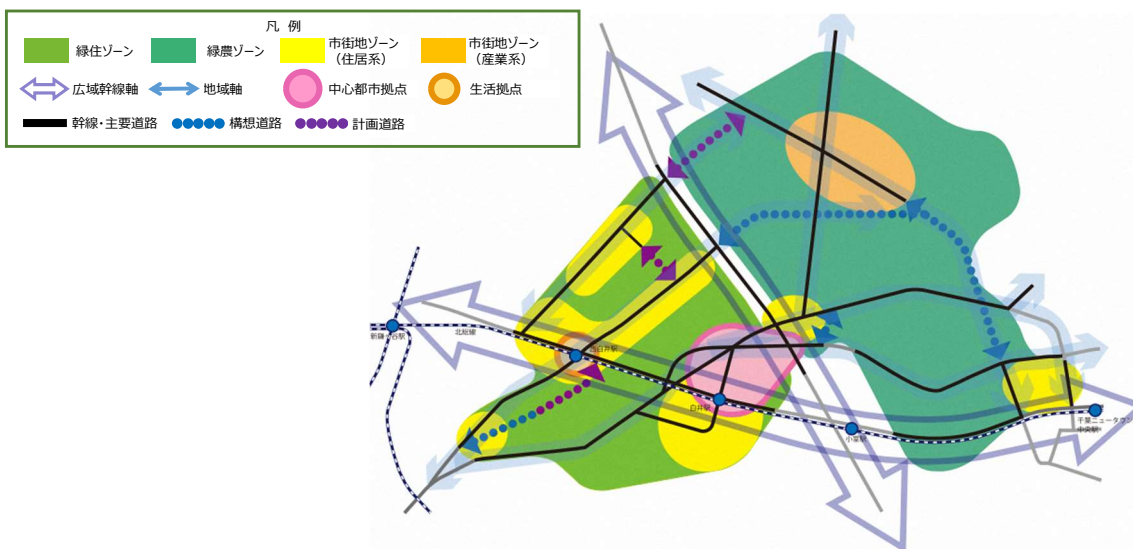 凡 例
緑住ゾーン
緑農ゾーン
市街地ゾーン
(住居系)
市街地ゾーン
(産業系)
広域幹線軸
地域軸
中心都市拠点
生活拠点
幹線・主要道路
構想道路
計画道路
新鎌ヶ谷駅
北総線
西白井駅
白井駅
小室駅
千葉ニュータウン
中央駅